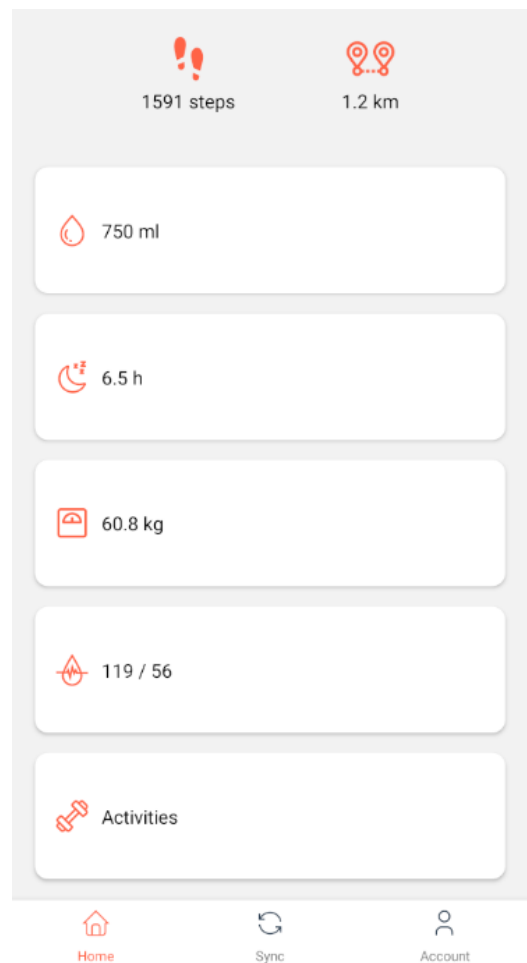 1591 steps 1.2 km
750 ml
6.5 h
60.8 kg
119 / 56
Activities
Home Sync Account